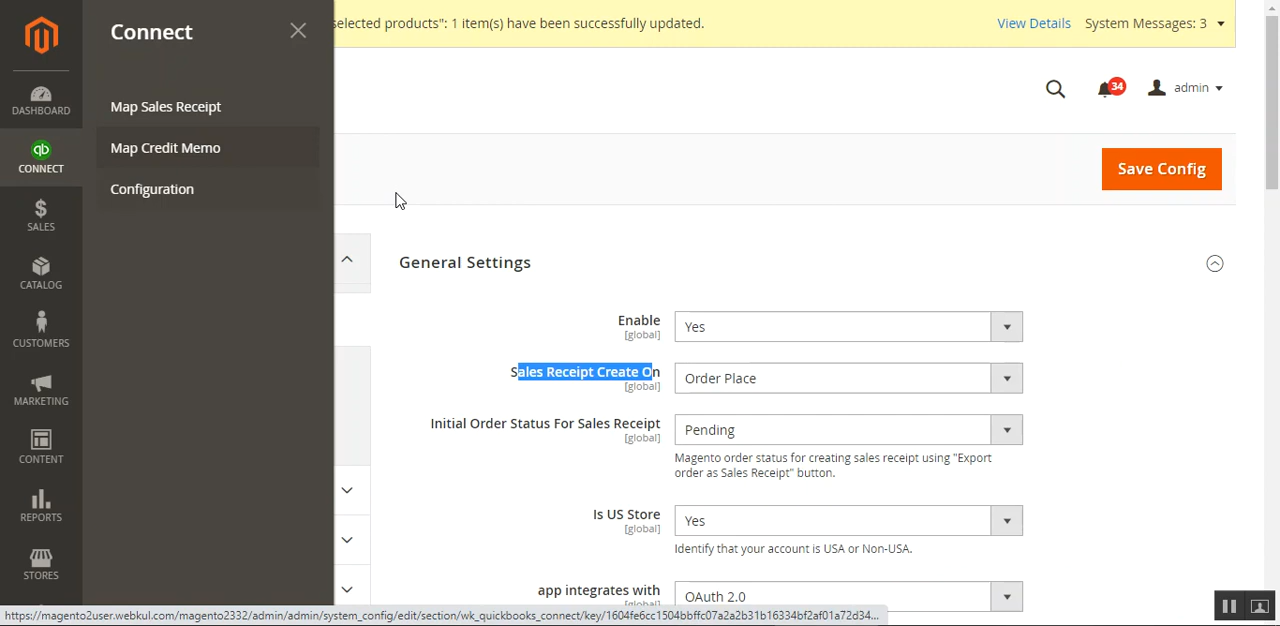 Connect
selected products": 1 item(s) have been successfully updated.
View Details
System Messages: 3
DASHBOARD
Map Sales Receipt
34
admin
qb
CONNECT
Map Credit Memo
Save Config
Configuration
$
SALES
CATALOG
General Settings
CUSTOMERS
Enable
[global]
Yes
Sales Receipt Create On
[global]
Order Place
MARKETING
Initial Order Status For Sales Receipt
[global]
Pending
Magento order status for creating sales receipt using "Export
order as Sales Receipt" button.
CONTENT
REPORTS
Is US Store
[global]
Yes
Identify that your account is USA or Non-USA.
STORES
app integrates with
[global]
OAuth 2.0
https://magento2user.webkul.com/magento2332/admin/admin/system_config/edit/section/wk_quickbooks_connect/key/1604fe6cc1504bbffc07a2a2b31b16334bf2af01a72d34...